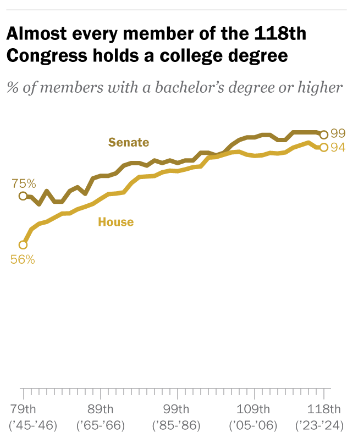 Almost every member of the 118th
Congress holds a college degree
% of members with a bachelor’s degree or higher
Senate
99
94
75%
House
56%
79th 89th 99th 109th 118th
(’45-’46) (’65-’66) (’85-’86) (’05-’06) (’23-’24)